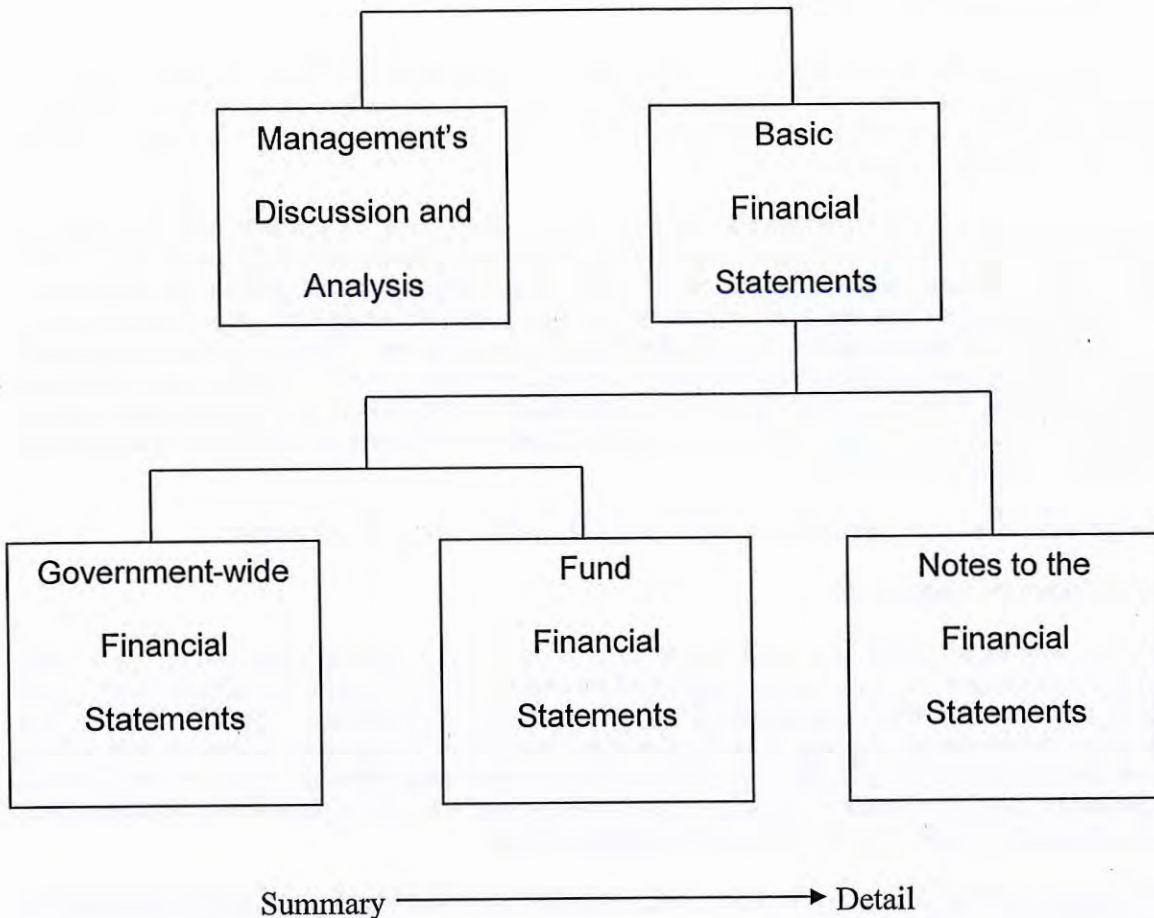 Management's
Discussion and
Analysis
Basic
Financial
Statements
Government-wide
Financial
Statements
Fund
Financial
Statements
Notes to the
Financial
Statements
Summary
Detail